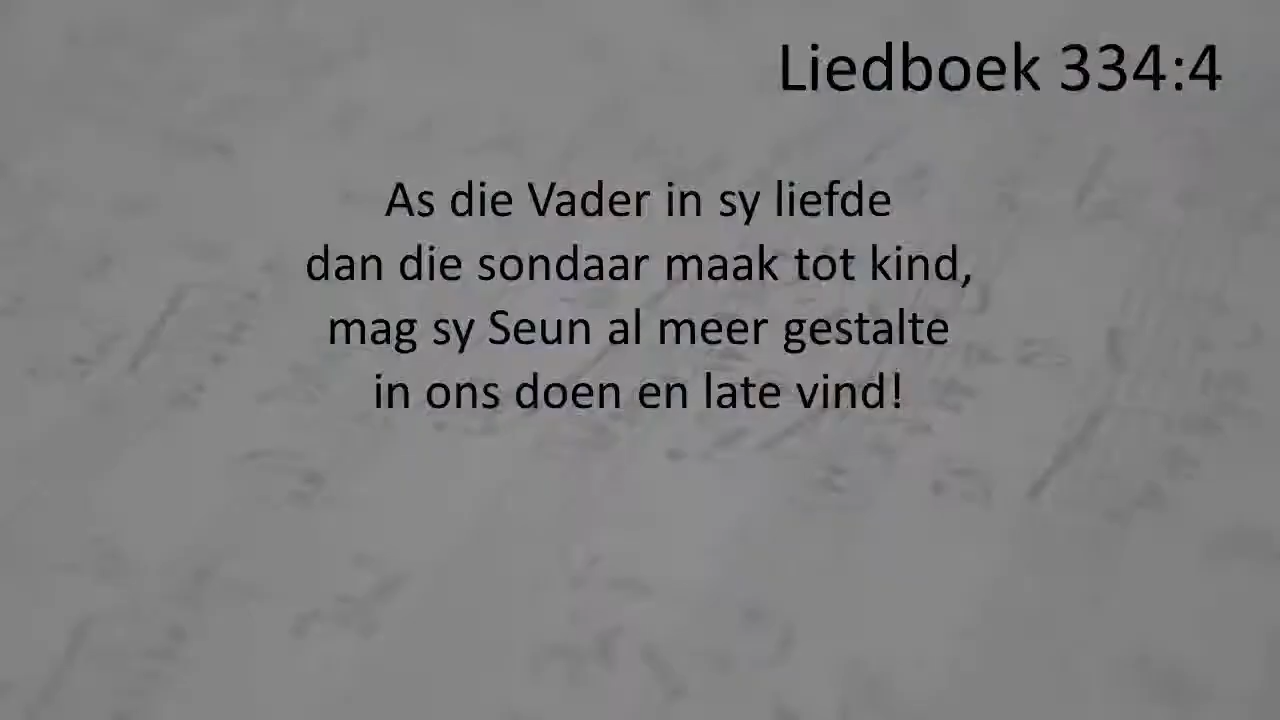 Liedboek 334:4
As die Vader in sy liefde
dan die sondaar maak tot kind,
mag sy Seun al meer gestalte
in ons doen en late vind!